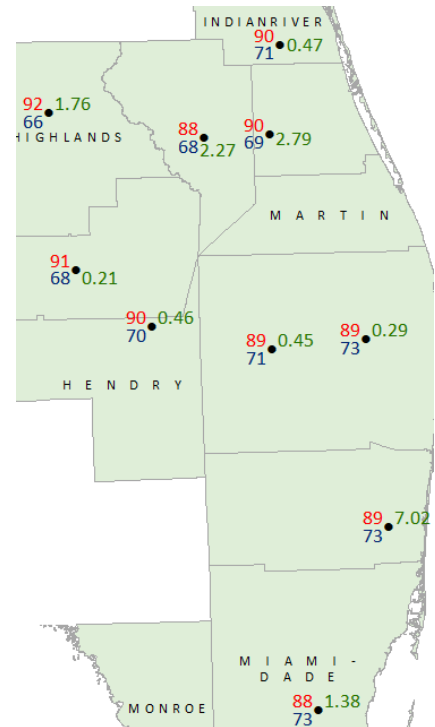 INDIANRIVER
90
71 0.47
92 1.76
66
HIGHLANDS
88
68 2.27
90
69 2.79
MARTIN
91
68 0.21
90 0.46
70
89 0.45
71
89 0.29
73
HENDRY
89 7.02
73
MIAMI-
DADE
MONROE
88 1.38
73